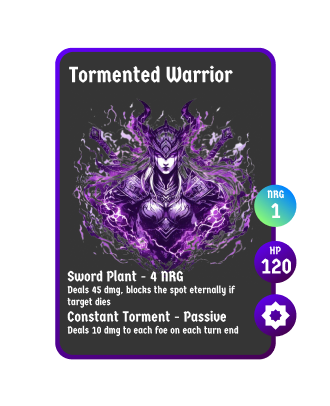 Tormented Warrior
NRG
1
HP
120
Sword Plant - 4 NRG
Deals 45 dmg, blocks the spot eternally if
target dies
Constant Torment - Passive
Deals 10 dmg to each foe on each turn end